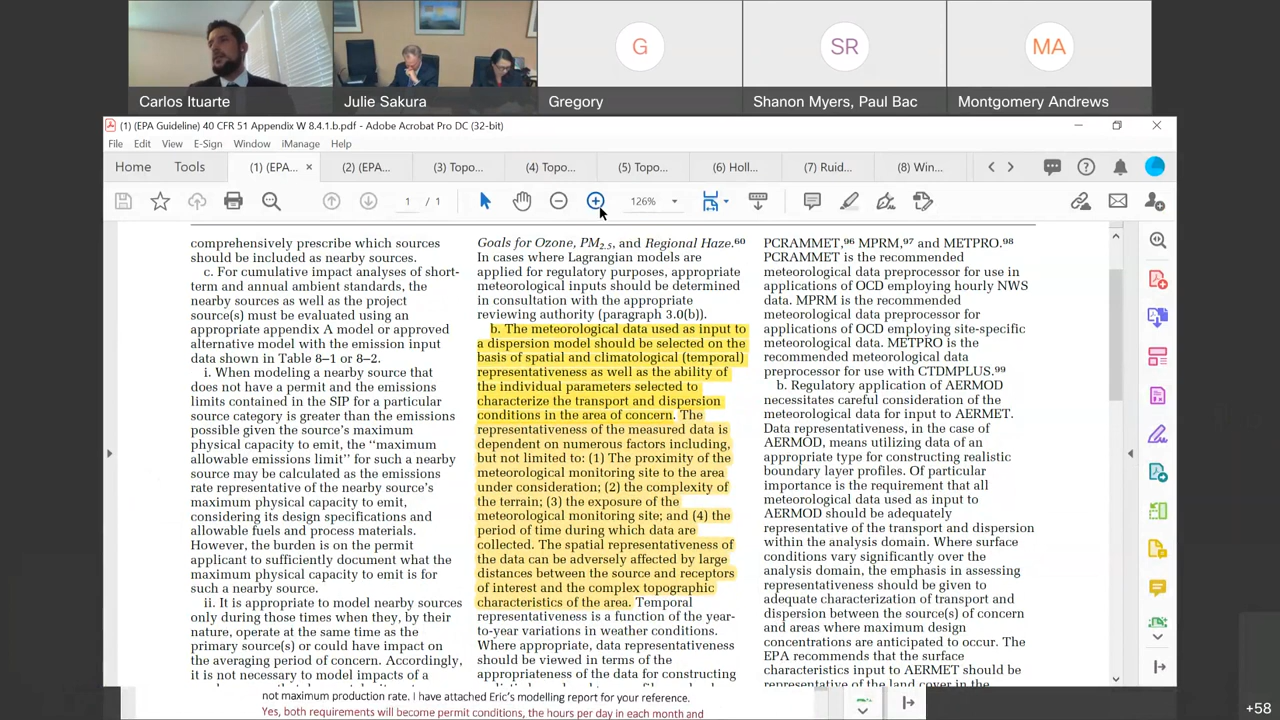 G
SR
MA
Carlos Ituarte
Julie Sakura
Gregory
Shanon Myers, Paul Bac
Montgomery Andrews
(1) (EPA Guideline) 40 CFR 51 Appendix W 8.4.1.b.pdf - Adobe Acrobat Pro DC (32-bit)
File Edit View E-Sign Window iManage Help
Home Tools (1) (EPA... × (2) (EPA... (3) Topo... (4) Topo... (5) Topo... (6) Holl... (7) Ruid... (8) Win...
1 / 1 126%
comprehensively prescribe which sources
should be included as nearby sources.
c. For cumulative impact analyses of short-
term and annual ambient standards, the
nearby sources as well as the project
source(s) must be evaluated using an
appropriate appendix A model or approved
alternative model with the emission input
data shown in Table 8–1 or 8–2.
i. When modeling a nearby source that
does not have a permit and the emissions
limits contained in the SIP for a particular
source category is greater than the emissions
possible given the source's maximum
physical capacity to emit, the ‘‘maximum
allowable emissions limit’’ for such a nearby
source may be calculated as the emissions
rate representative of the nearby source's
maximum physical capacity to emit,
considering its design specifications and
allowable fuels and process materials.
However, the burden is on the permit
applicant to sufficiently document what the
maximum physical capacity to emit is for
such a nearby source.
ii. It is appropriate to model nearby sources
only during those times when they, by their
nature, operate at the same time as the
primary source(s) or could have impact on
the averaging period of concern. Accordingly,
it is not necessary to model impacts of a
Goals for Ozone, PM2.5, and Regional Haze.60
In cases where Lagrangian models are
applied for regulatory purposes, appropriate
meteorological inputs should be determined
in consultation with the appropriate
reviewing authority (paragraph 3.0(b)).
b. The meteorological data used as input to
a dispersion model should be selected on the
basis of spatial and climatological (temporal)
representativeness as well as the ability of
the individual parameters selected to
characterize the transport and dispersion
conditions in the area of concern. The
representativeness of the measured data is
dependent on numerous factors including,
but not limited to: (1) The proximity of the
meteorological monitoring site to the area
under consideration; (2) the complexity of
the terrain; (3) the exposure of the
meteorological monitoring site; and (4) the
period of time during which data are
collected. The spatial representativeness of
the data can be adversely affected by large
distances between the source and receptors
of interest and the complex topographic
characteristics of the area. Temporal
representativeness is a function of the year-
to-year variations in weather conditions.
Where appropriate, data representativeness
should be viewed in terms of the
appropriateness of the data for constructing
PCRAMMET,96 MPRM,97 and METPRO.98
PCRAMMET is the recommended
meteorological data preprocessor for use in
applications of OCD employing hourly NWS
data. MPRM is the recommended
meteorological data preprocessor for
applications of OCD employing site-specific
meteorological data. METPRO is the
recommended meteorological data
preprocessor for use with CTDMPLUS.99
b. Regulatory application of AERMOD
necessitates careful consideration of the
meteorological data for input to AERMET.
Data representativeness, in the case of
AERMOD, means utilizing data of an
appropriate type for constructing realistic
boundary layer profiles. Of particular
importance is the requirement that all
meteorological data used as input to
AERMOD should be adequately
representative of the transport and dispersion
within the analysis domain. Where surface
conditions vary significantly over the
analysis domain, the emphasis in assessing
representativeness should be given to
adequate characterization of transport and
dispersion between the source(s) of concern
and areas where maximum design
concentrations are anticipated to occur. The
EPA recommends that the surface
characteristics input to AERMET should be
representative of the land cover in the
not maximum production rate. I have attached Eric's modelling report for your reference.
Yes, both requirements will become permit conditions, the hours per day in each month and
+58